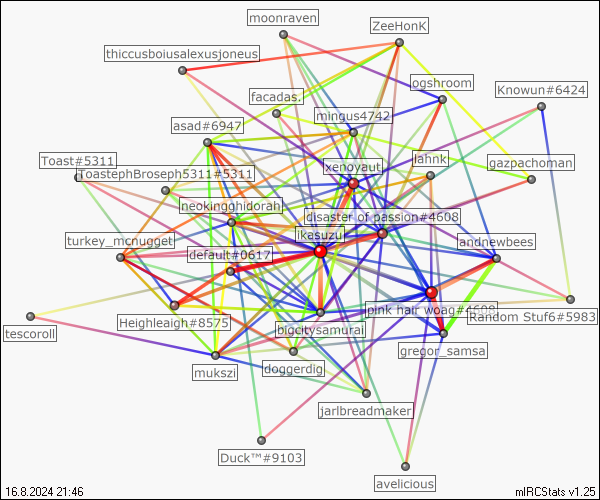 moonraven
ZeeHonK
thiccusboiusalexusjoneus
ogshroom
Knowun#6424
facadas.
mingus4742
asad#6947
Toast#5311
lahnk
gazpachoman
xenoyaut
ToastephBroseph5311#5311
neokingghidorah
disaster of passion#4608
ikasuzu
turkey_mcnugget
andnewbees
default#0617
pink hair woag#4608
Random Stuf6#5983
Heighleaigh#8575
bigcitysamurai
tescoroll
gregor_samsa
mukszi
doggerdig
jarlbreadmaker
Duck™#9103
avelicious
16.8.2024 21:46
mIRCStats v1.25